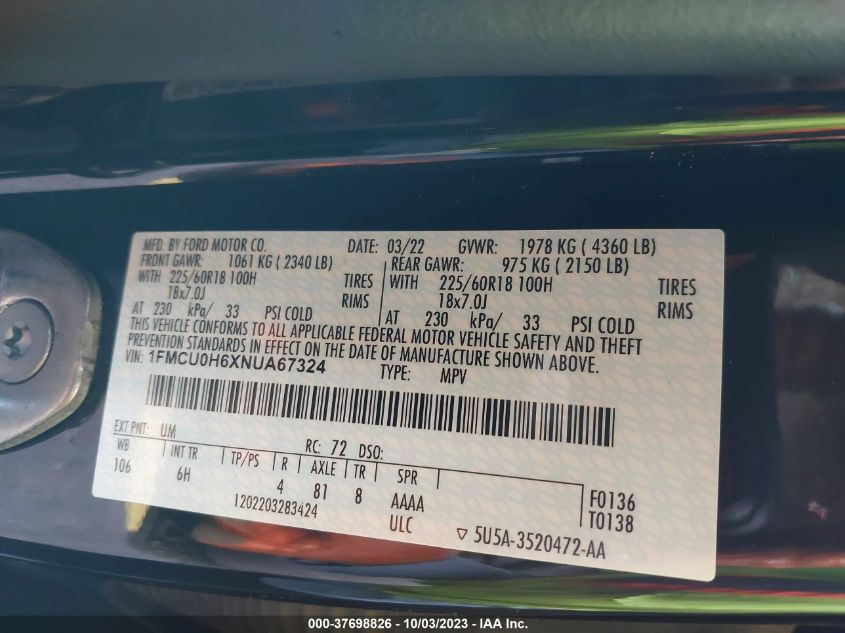 MFD. BY FORD MOTOR CO. DATE: 03/22 GVWR: 1978 KG ( 4360 LB)
FRONT GAWR: 1061 KG ( 2340 LB) REAR GAWR: 975 KG ( 2150 LB)
WITH 225/60R18 100H TIRES WITH 225/60R18 100H TIRES
18x7.0J RIMS 18x7.0J RIMS
AT 230 kPa/ 33 PSI COLD AT 230 kPa/ 33 PSI COLD
THIS VEHICLE CONFORMS TO ALL APPLICABLE FEDERAL MOTOR VEHICLE SAFETY AND THEFT
PREVENTION STANDARDS IN EFFECT ON THE DATE OF MANUFACTURE SHOWN ABOVE.
VIN: 1FMCU0H6XNUA67324 TYPE: MPV
EXT PNT: UM RC: 72 DSO:
WB INT TR TP/PS R AXLE TR SPR
106 6H 4 81 8 AAAA F0136
1202203283424 ULC T0138
5U5A-3520472-AA
000-37698826 - 10/03/2023 - IAA Inc.